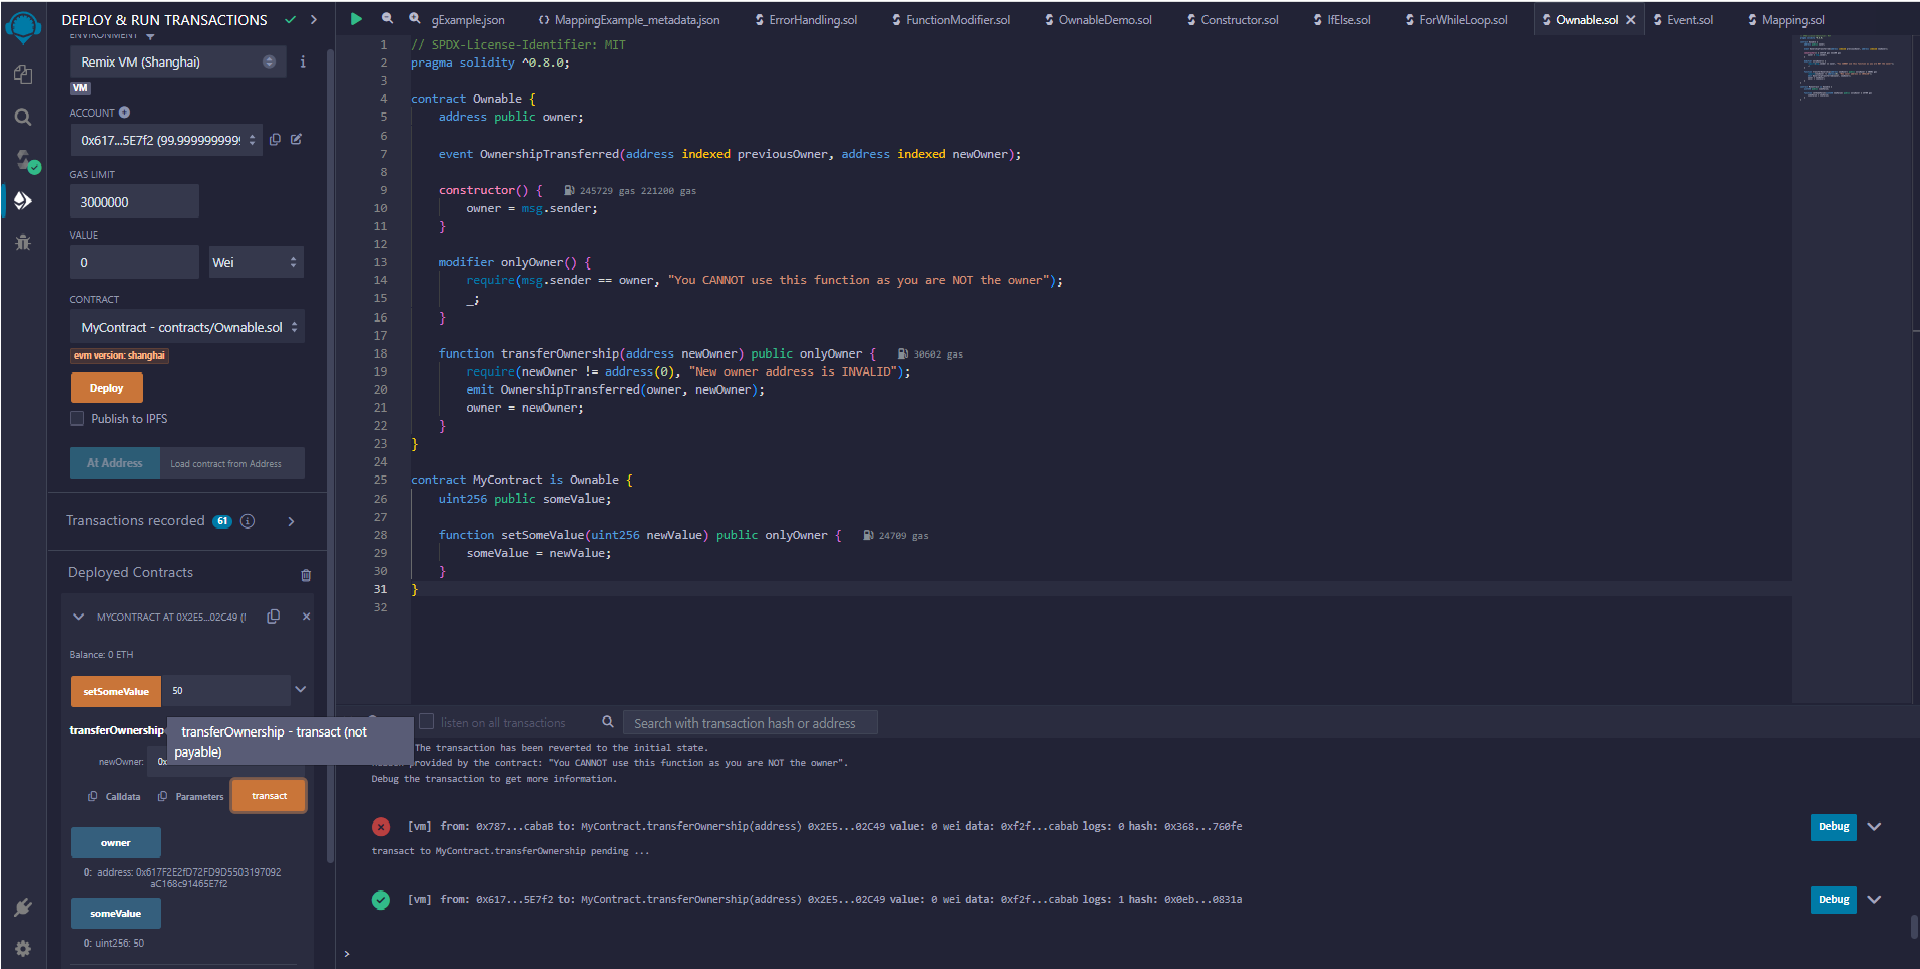 DEPLOY & RUN TRANSACTIONS
ENVIRONMENT
Remix VM (Shanghai)
VM
ACCOUNT
0x617...5E7f2 (99.9999999999
GAS LIMIT
3000000
VALUE
0
Wei
CONTRACT
MyContract - contracts/Ownable.sol
evm version: shanghai
Deploy
Publish to IPFS
At Address
Load contract from Address
Transactions recorded 61
Deployed Contracts
MYCONTRACT AT 0X2E5...02C49 (
Balance: 0 ETH
setSomeValue
50
transferOwnership
transferOwnership - transact (not
payable)
newOwner:
0x
Calldata
Parameters
transact
owner
0: address: 0x617F2E2fD72FD9D5503197092
aC168c91465E7f2
someValue
0: uint256: 50
gExample.json
MappingExample_metadata.json
ErrorHandling.sol
FunctionModifier.sol
OwnableDemo.sol
Constructor.sol
IfElse.sol
ForWhileLoop.sol
Ownable.sol
Event.sol
Mapping.sol
1 // SPDX-License-Identifier: MIT
2 pragma solidity ^0.8.0;
3
4 contract Ownable {
5 address public owner;
6
7 event OwnershipTransferred(address indexed previousOwner, address indexed newOwner);
8
9 constructor() { 245729 gas 221200 gas
10 owner = msg.sender;
11 }
12
13 modifier onlyOwner() {
14 require(msg.sender == owner, "You CANNOT use this function as you are NOT the owner");
15 _;
16 }
17
18 function transferOwnership(address newOwner) public onlyOwner { 30602 gas
19 require(newOwner != address(0), "New owner address is INVALID");
20 emit OwnershipTransferred(owner, newOwner);
21 owner = newOwner;
22 }
23 }
24
25 contract MyContract is Ownable {
26 uint256 public someValue;
27
28 function setSomeValue(uint256 newValue) public onlyOwner { 24709 gas
29 someValue = newValue;
30 }
31 }
32
listen on all transactions
Search with transaction hash or address
The transaction has been reverted to the initial state.
provided by the contract: "You CANNOT use this function as you are NOT the owner".
Debug the transaction to get more information.
[vm] from: 0x787...cabaB to: MyContract.transferOwnership(address) 0x2E5...02C49 value: 0 wei data: 0xf2f...cabab logs: 0 hash: 0x368...760fe
Debug
transact to MyContract.transferOwnership pending ...
[vm] from: 0x617...5E7f2 to: MyContract.transferOwnership(address) 0x2E5...02C49 value: 0 wei data: 0xf2f...cabab logs: 1 hash: 0x0eb...0831a
Debug
>